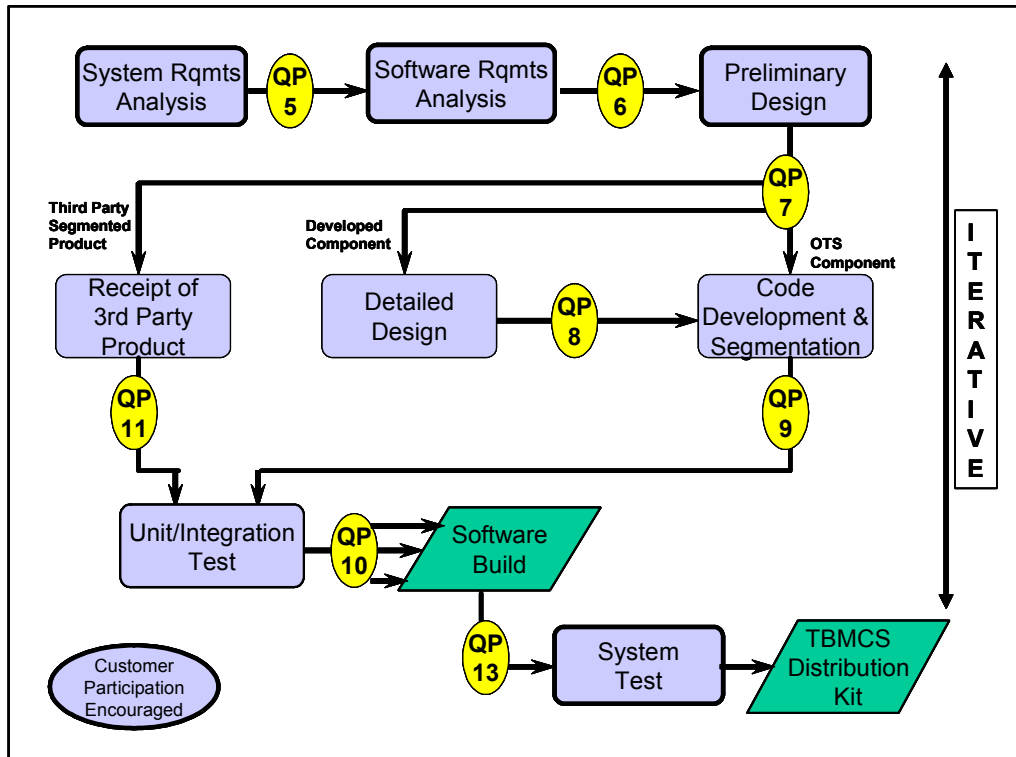 System Rqmts
Analysis
QP
5
Software Rqmts
Analysis
QP
6
Preliminary
Design
QP
7
Third Party
Segmented
Product
Developed
Component
OTS
Component
Receipt of
3rd Party
Product
Detailed
Design
QP
8
Code
Development &
Segmentation
QP
11
QP
9
Unit/Integration
Test
QP
10
Software
Build
QP
13
System
Test
TBMCS
Distribution
Kit
Customer
Participation
Encouraged
I
T
E
R
A
T
I
V
E